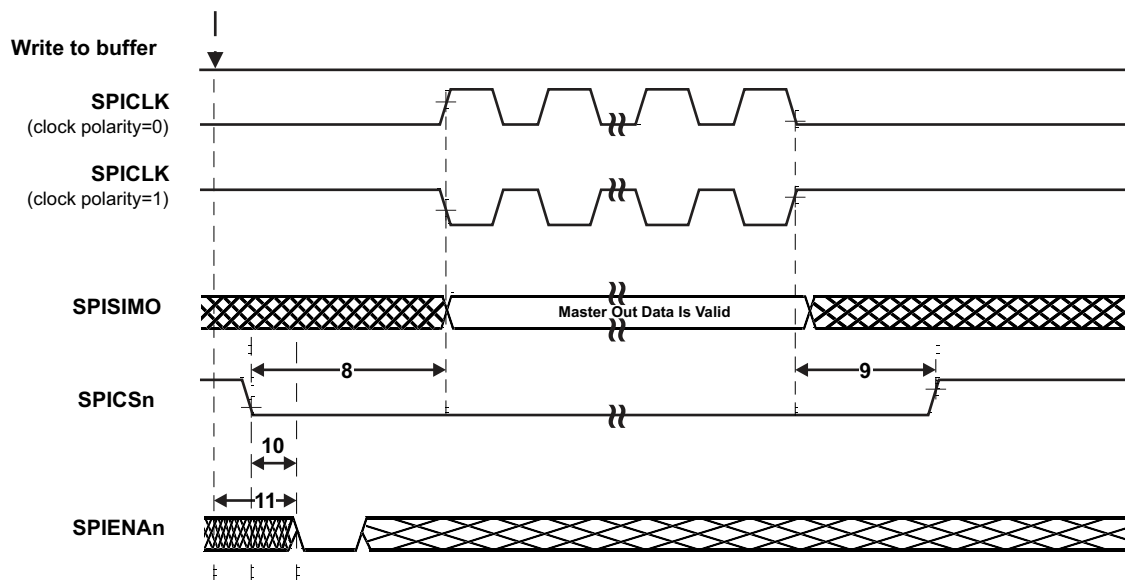 Write to buffer
SPICLK
(clock polarity=0)
SPICLK
(clock polarity=1)
SPISIMO
Master Out Data Is Valid
8
9
SPICSn
10
11
SPIENAn